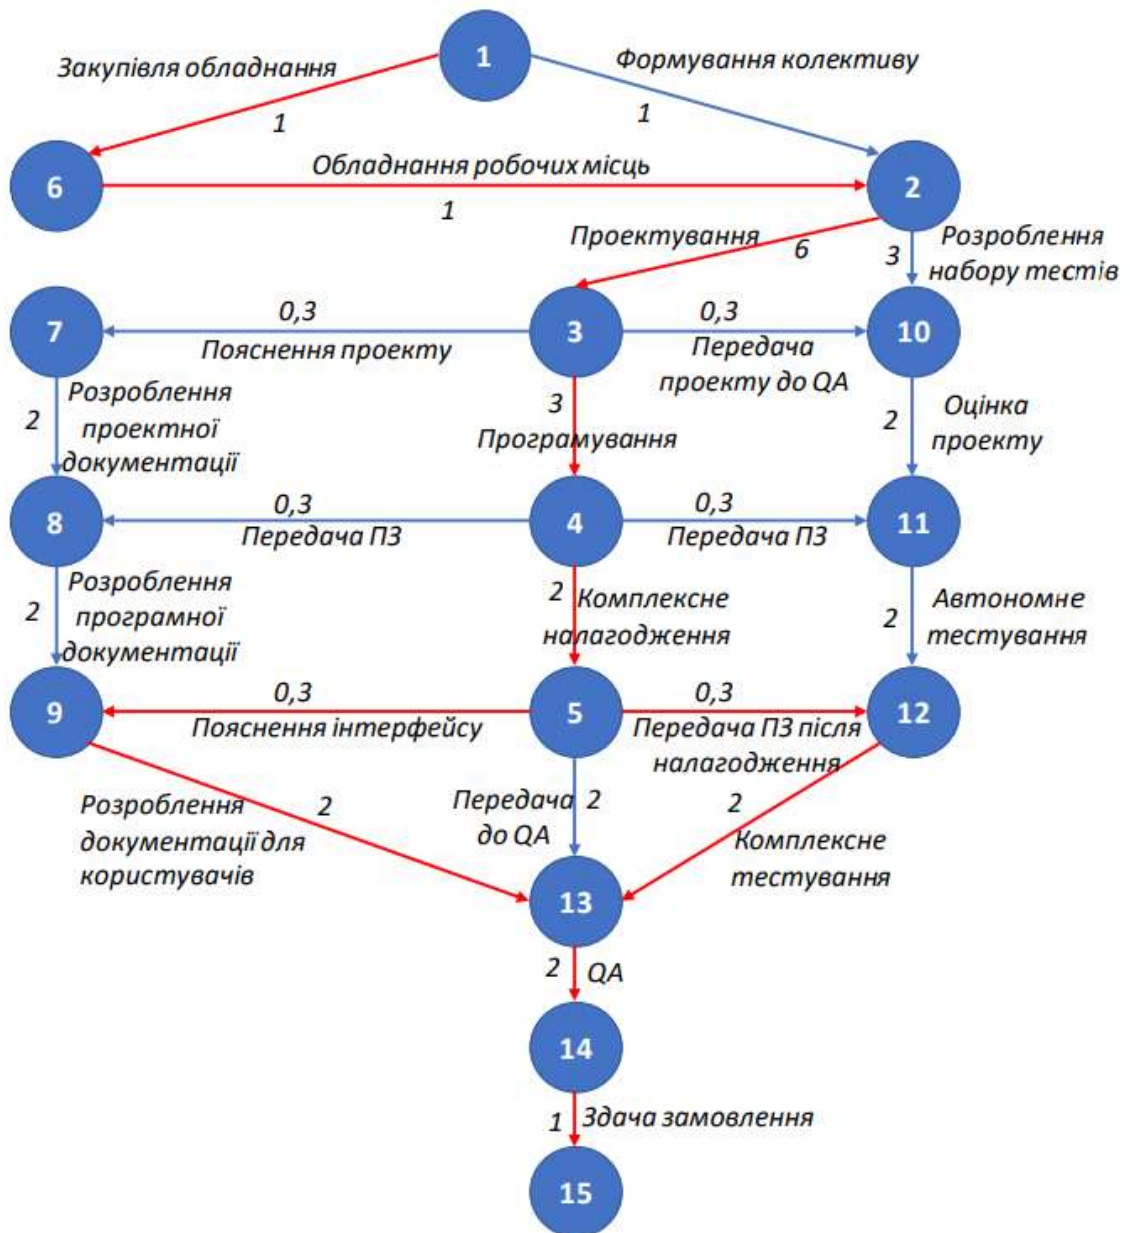 1
Закупівля обладнання
Формування колективу
1
1
6
Обладнання робочих місць
2
1
Проектування
6
3
Розроблення
набору тестів
7
0,3
Пояснення проекту
3
0,3
Передача
проекту до QA
10
2
Розроблення
проектної
документації
3
Програмування
2
Оцінка
проекту
8
0,3
Передача ПЗ
4
0,3
Передача ПЗ
11
2
Розроблення
програмної
документації
2
Комплексне
налагодження
2
Автономне
тестування
9
0,3
Пояснення інтерфейсу
5
0,3
Передача ПЗ після
налагодження
12
Розроблення
документації для
користувачів
2
Передача
до QA
2
2
Комплексне
тестування
13
2
QA
14
1
Здача замовлення
15